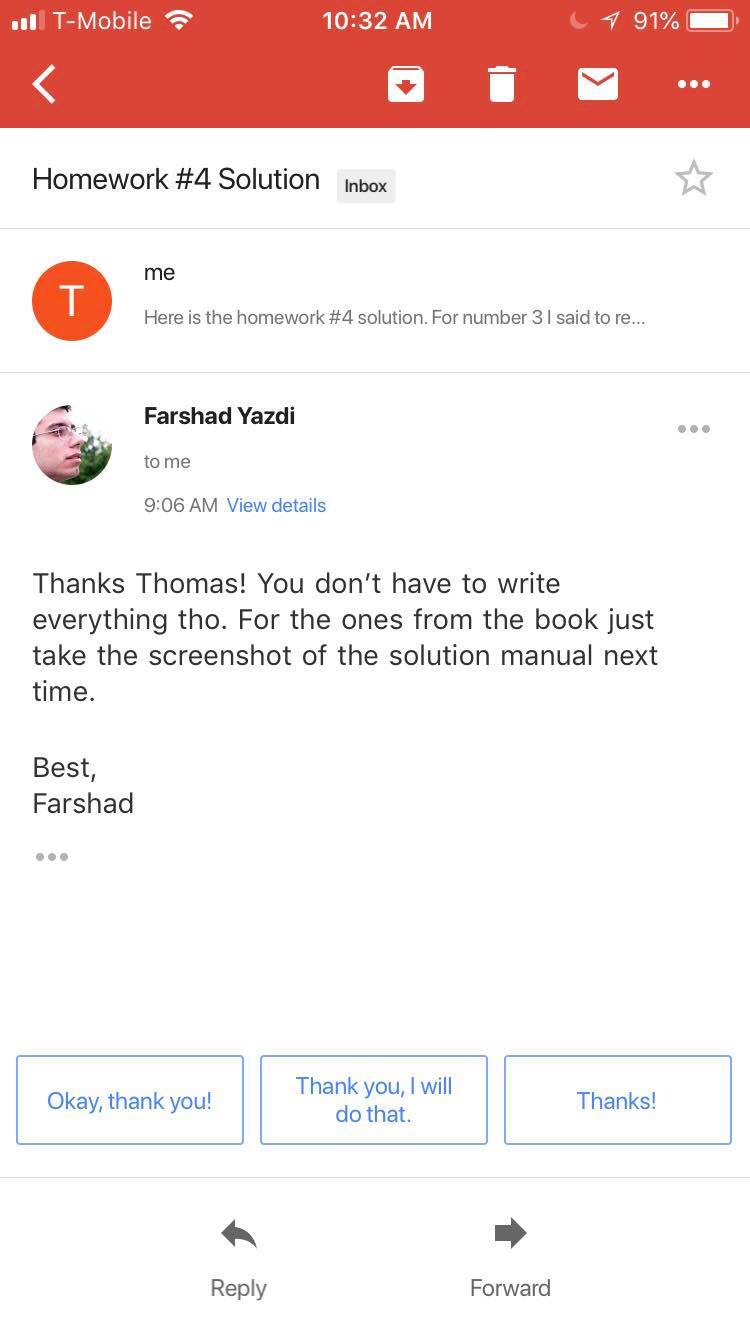 T-Mobile 10:32 AM 91%
Homework #4 Solution Inbox
T
me
Here is the homework #4 solution. For number 3 I said to re...
Farshad Yazdi
to me
9:06 AM View details
Thanks Thomas! You don’t have to write
everything tho. For the ones from the book just
take the screenshot of the solution manual next
time.
Best,
Farshad
Okay, thank you!
Thank you, I will
do that.
Thanks!
Reply Forward